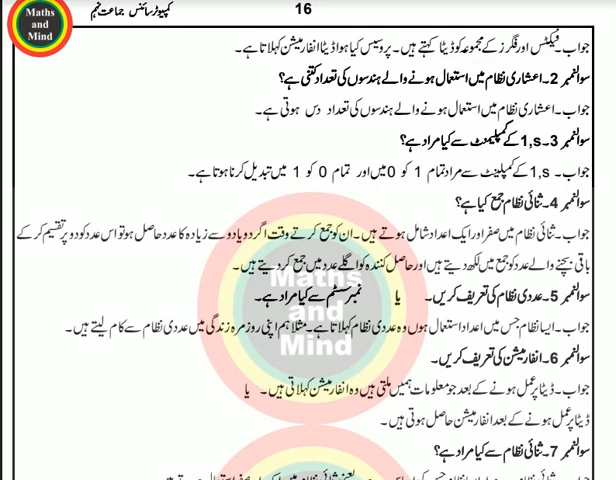 Maths
and
Mind
16
کمپیوٹر سائنس جماعت نہم
جواب۔ فیکٹس اور فگرز کے مجموعہ کو ڈیٹا کہتے ہیں۔ پروسیس کیا ہوا ڈیٹا انفارمیشن کہلاتا ہے۔
سوالنمبر 2۔ اعشاری نظام میں استعمال ہونے والے ہندسوں کی تعداد کتنی ہے؟
جواب۔ اعشاری نظام میں استعمال ہونے والے ہندسوں کی تعداد دس ہوتی ہے۔
سوالنمبر 3۔ 1,s کے کمپلیمنٹ سے کیا مراد ہے؟
جواب۔ 1,s کے کمپلیمنٹ سے مراد تمام 1 کو 0 میں اور تمام 0 کو 1 میں تبدیل کرنا ہوتا ہے۔
سوالنمبر 4۔ ثنائی نظام جمع کیا ہے؟
جواب۔ ثنائی نظام میں صفر اور ایک اعداد شامل ہوتے ہیں۔ ان کو جمع کرتے وقت اگر دو یا دو سے زیادہ کا عدد حاصل ہو تو اس عدد کو دو پر تقسیم کر کے
باقی بچنے والے عدد کو جمع میں لکھ دیتے ہیں اور حاصل کنندہ کو اگلے عدد میں جمع کر دیتے ہیں۔
سوالنمبر 5۔ عددی نظام کی تعریف کریں۔ یا نمبر سسٹم سے کیا مراد ہے۔
جواب۔ ایسا نظام جس میں اعداد استعمال ہوں وہ عددی نظام کہلاتا ہے۔ مثلا ہم اپنی روز مرہ زندگی میں عددی نظام سے کام لیتے ہیں۔
سوالنمبر 6۔ انفارمیشن کی تعریف کریں۔
جواب۔ ڈیٹا پر عمل ہونے کے بعد جو معلومات ہمیں ملتی ہیں وہ انفارمیشن کہلاتی ہیں۔ یا
ڈیٹا پر عمل ہونے کے بعد انفارمیشن حاصل ہوتی ہیں۔
سوالنمبر 7۔ ثنائی نظام سے کیا مراد ہے؟
Maths
and
Mind